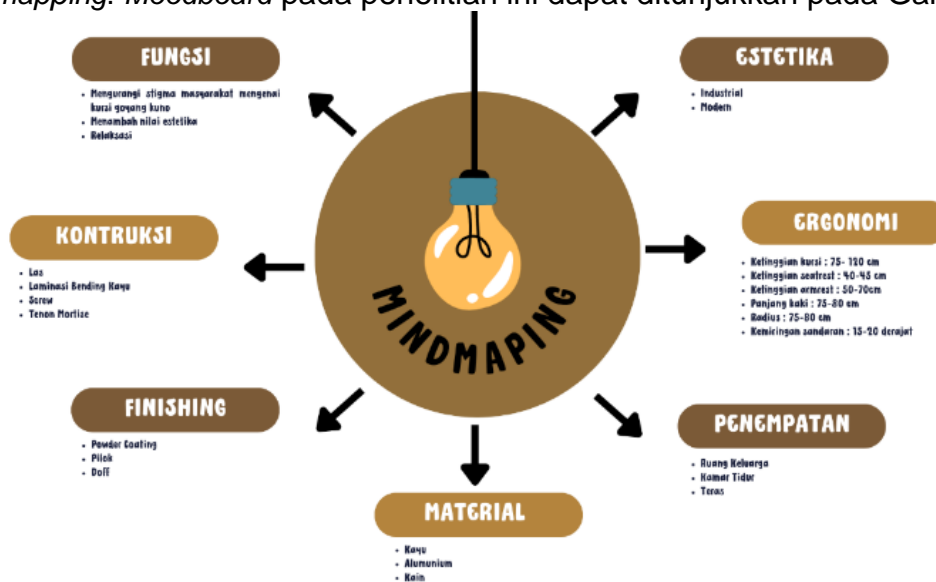 mapping. Moodboard pada penelitian ini dapat ditunjukkan pada Ga
FUNGSI
• Mengurangi stigma masyarakat mengenai
kursi goyang kuno
• Menambah nilai estetika
• Relaksasi
ESTETIKA
• Industrial
• Modern
KONTRUKSI
• Las
• Laminasi Bending Kayu
• Screw
• Tenon Mortize
ERGONOMI
• Ketinggian kursi : 75- 120 cm
• Ketinggian seatrest : 40-45 cm
• Ketinggian armrest : 50-70cm
• Panjang kaki : 75-80 cm
• Radius : 75-80 cm
• Kemiringan sandaran : 15-20 derajat
MINDMAPING
FINISHING
• Powder Coating
• Pilok
• Doff
PENEMPATAN
• Ruang Keluarga
• Kamar Tidur
• Teras
MATERIAL
• Kayu
• Alumunium
• Kain